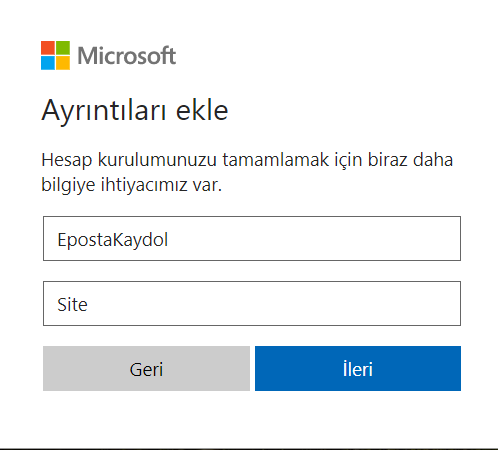 Microsoft
Ayrıntıları ekle
Hesap kurulumunuzu tamamlamak için biraz daha
bilgiye ihtiyacımız var.
EpostaKaydol
Site
Geri
İleri